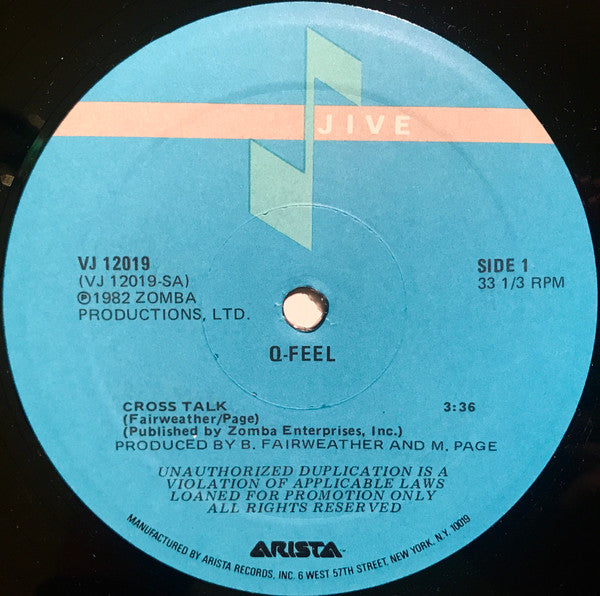 JIVE
VJ 12019
(VJ 12019-SA)
℗1982 ZOMBA
PRODUCTIONS, LTD.
SIDE 1
33 1/3 RPM
Q-FEEL
CROSS TALK 3:36
(Fairweather/Page)
(Published by Zomba Enterprises, Inc.)
PRODUCED BY B. FAIRWEATHER AND M. PAGE
UNAUTHORIZED DUPLICATION IS A
VIOLATION OF APPLICABLE LAWS
LOANED FOR PROMOTION ONLY
ALL RIGHTS RESERVED
ARISTA™
MANUFACTURED BY ARISTA RECORDS, INC. 6 WEST 57TH STREET, NEW YORK, N.Y. 10019